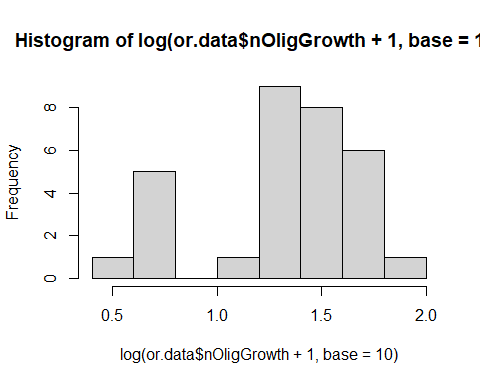 Histogram of log(or.data$nOligGrowth + 1, base = 1
Frequency
8
6
4
2
0
0.5 1.0 1.5 2.0
log(or.data$nOligGrowth + 1, base = 10)